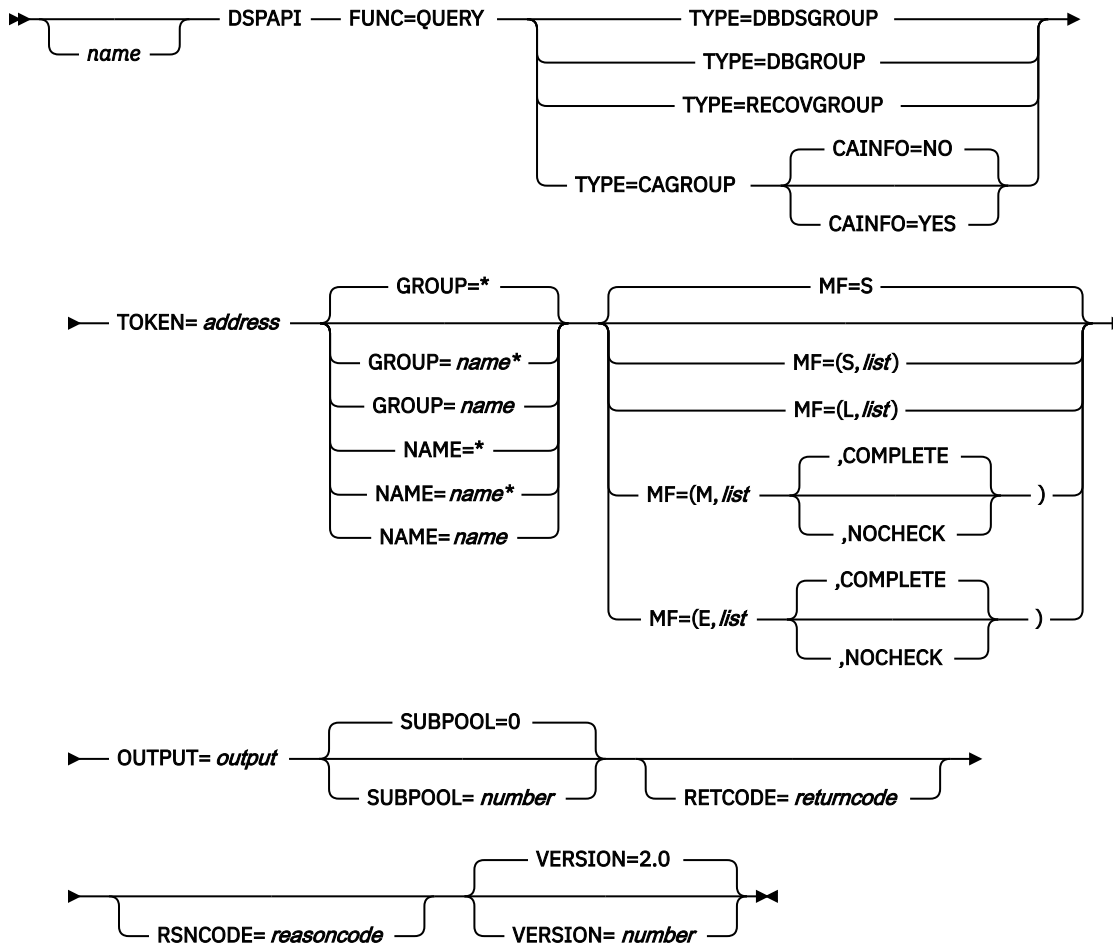 DSPAPI FUNC=QUERY TYPE=DBDSGROUP
name
TYPE=DBGROUP
TYPE=RECOVGROUP
CAINFO=NO
TYPE=CAGROUP
CAINFO=YES
GROUP=* MF=S
TOKEN= address
GROUP= name* MF=(S, list)
GROUP= name MF=(L, list)
NAME=* ,COMPLETE
NAME= name* MF=(M, list )
NAME= name ,NOCHECK
,COMPLETE
MF=(E, list )
,NOCHECK
SUBPOOL=0
OUTPUT= output
SUBPOOL= number RETCODE= returncode
VERSION=2.0
RSNCODE= reasoncode VERSION= number